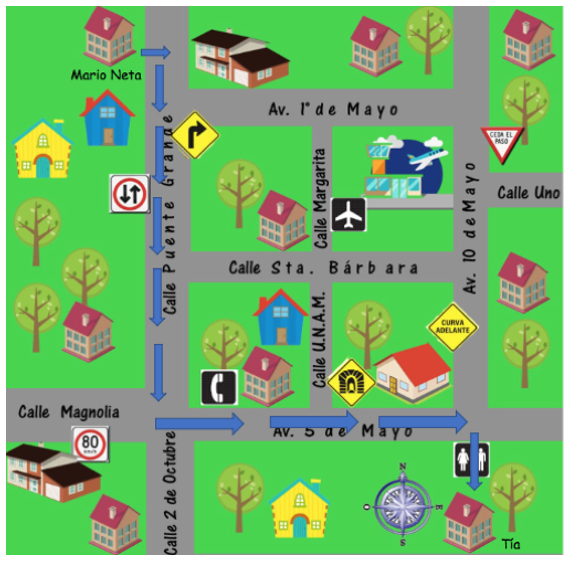 Mario Neta
Av. 1° de Mayo
Calle Puente Grande
CEDA EL
PASO
Calle Margarita
Av. 10 de Mayo
Calle Uno
Calle Sta. Bárbara
Calle U.N.A.M.
CURVA
ADELANTE
Calle Magnolia
80
Av. 5 de Mayo
Calle 2 de Octubre
N
O
E
S
Tía